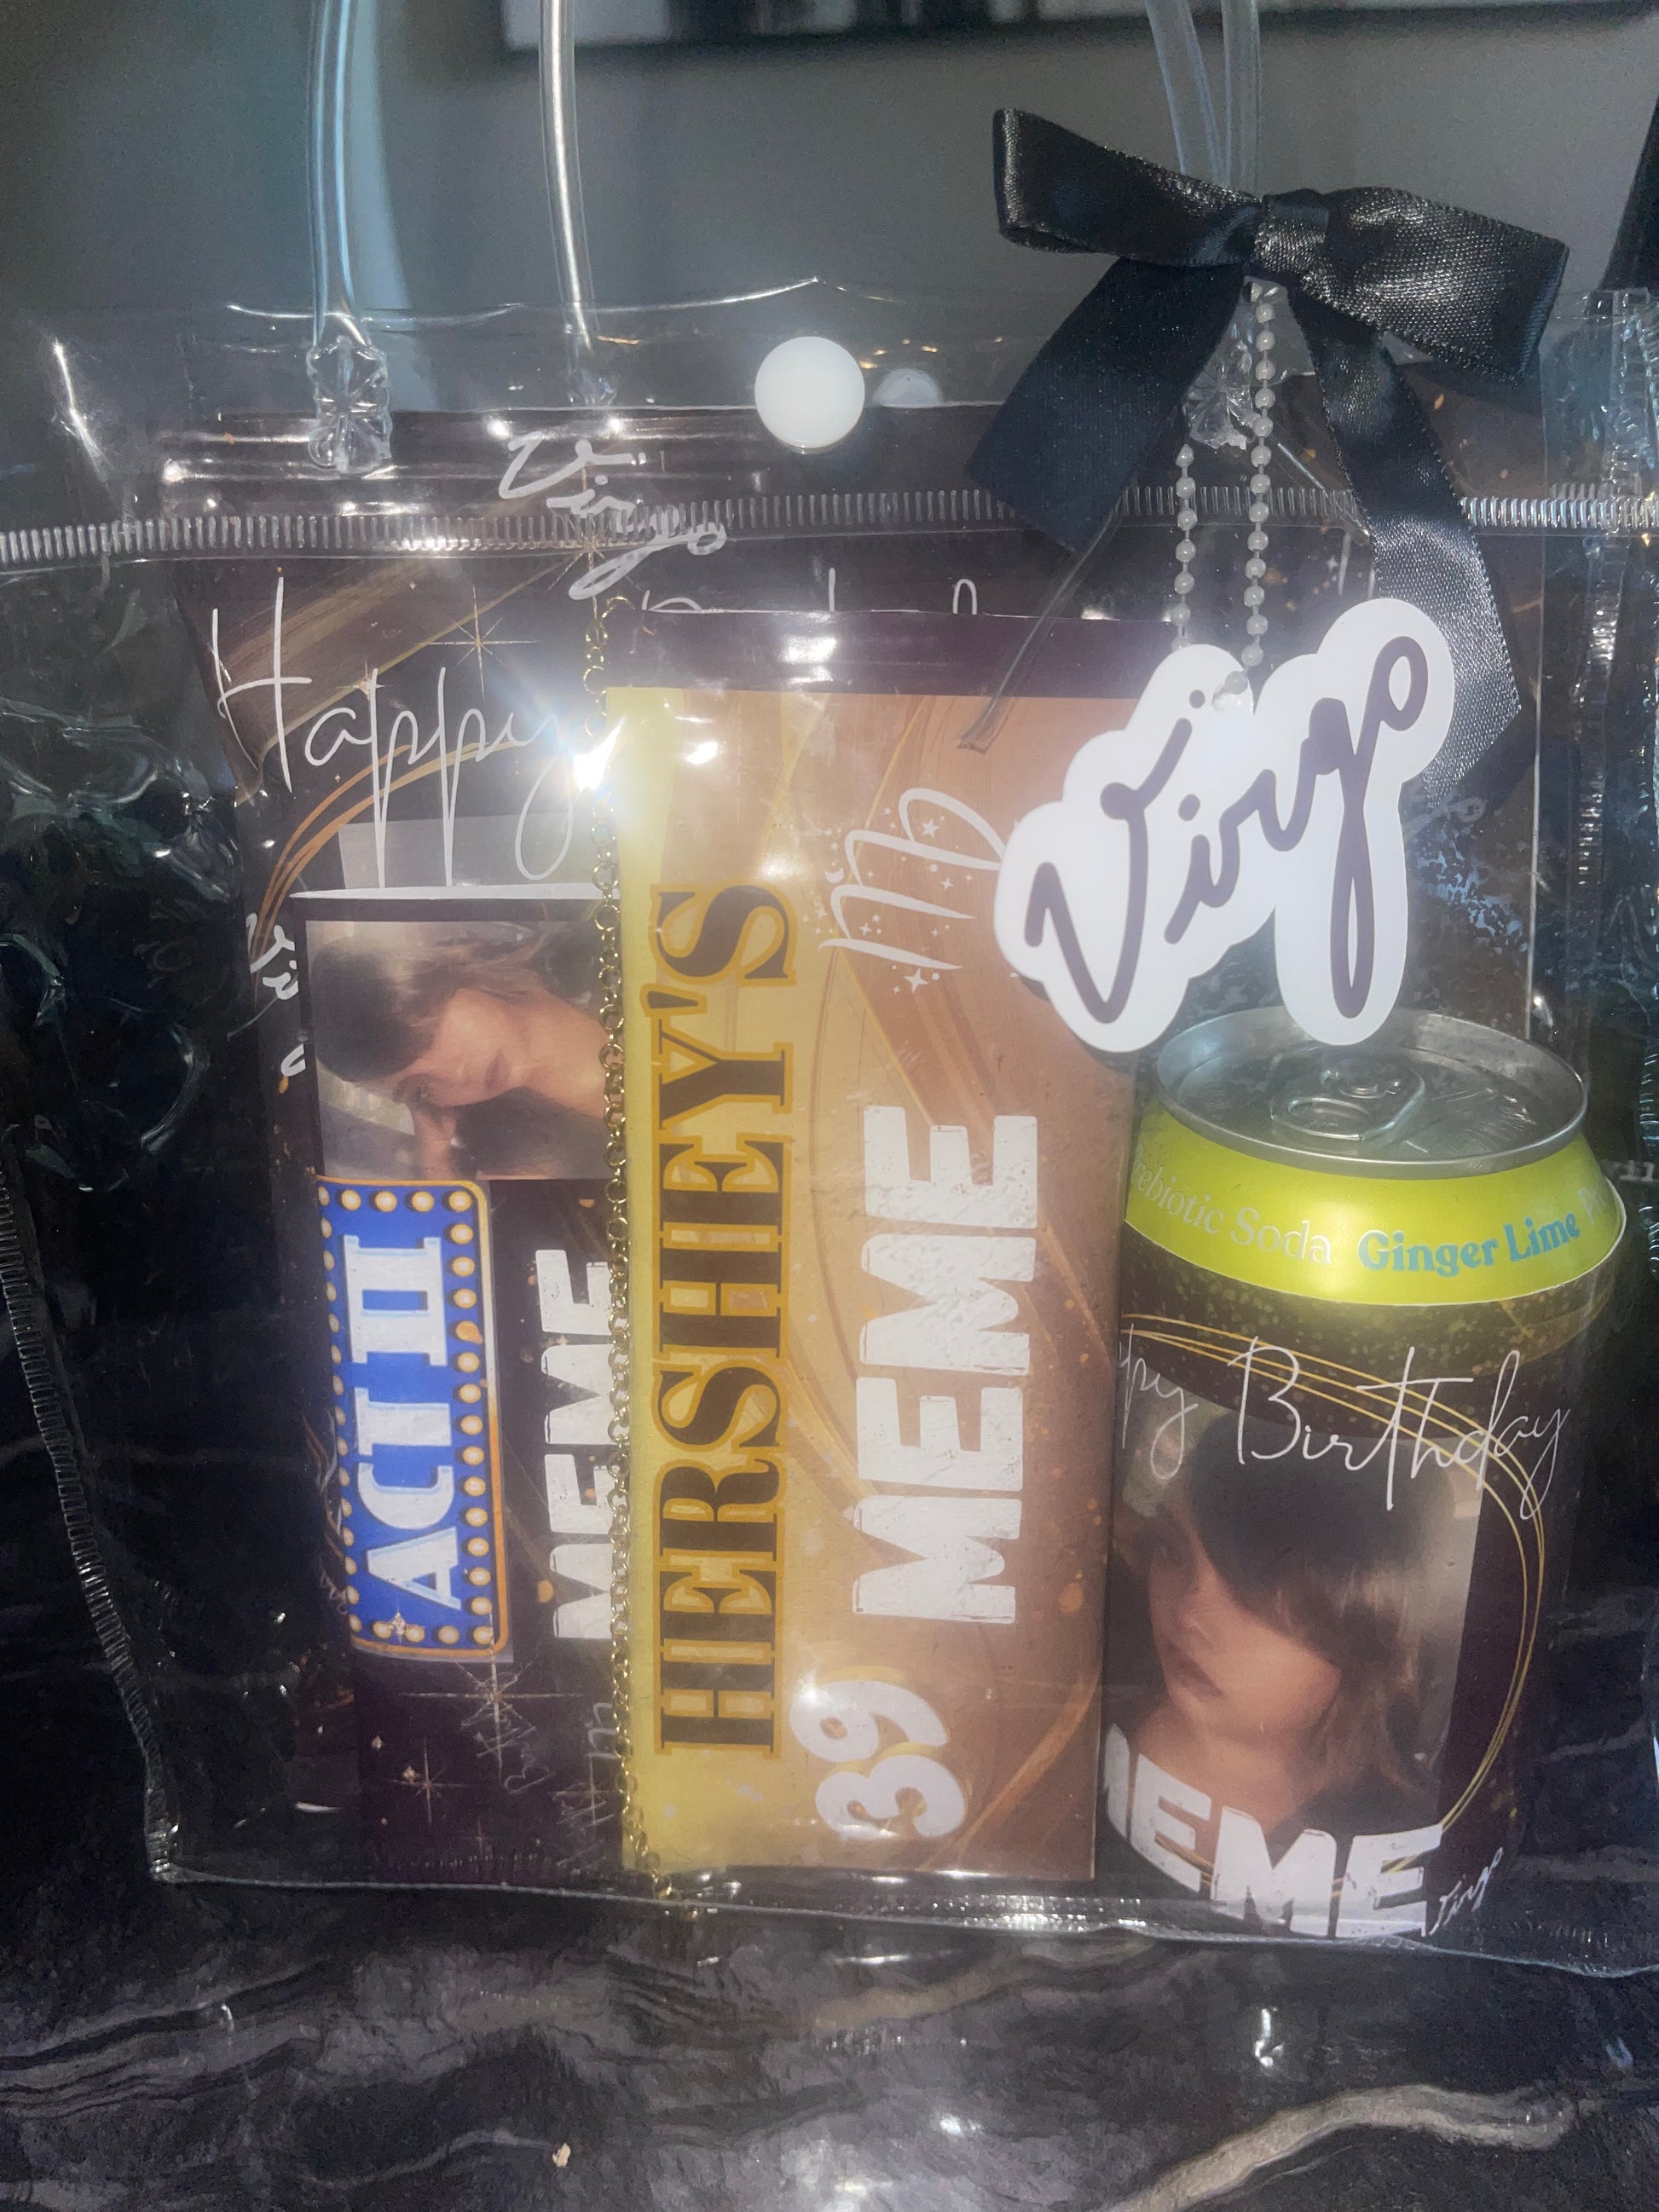 Virgo
Happy
Virgo
HERSHEY'S
MEME
39
ACT II
MEME
Prebiotic Soda Ginger Lime
Birthday
MEME
Virgo